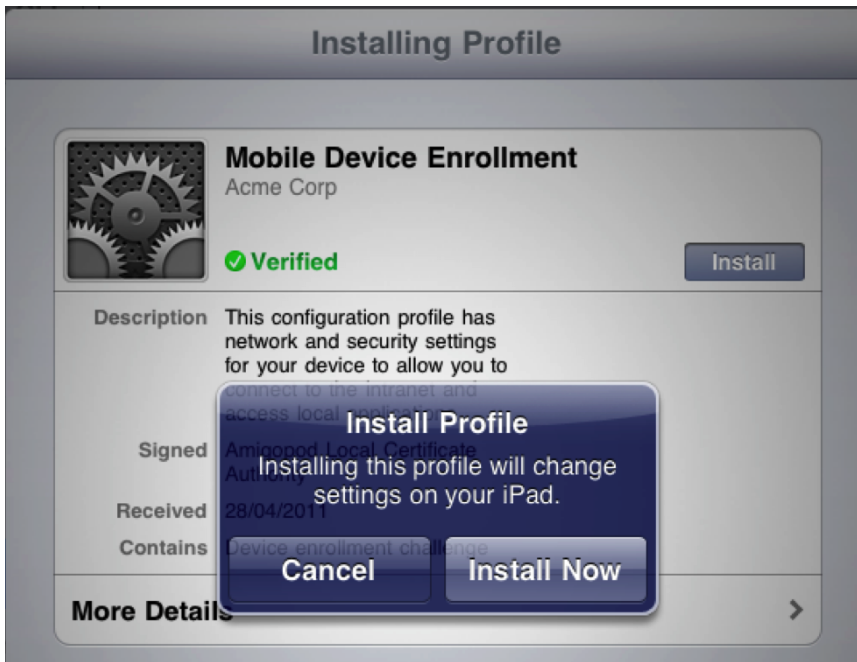 Installing Profile
Mobile Device Enrollment
Acme Corp
Verified
Install
Description
This configuration profile has
network and security settings
for your device to allow you to
connect to the intranet and
access local application
Install Profile
Signed
Amigopod Local Certificate
Authority
Installing this profile will change
settings on your iPad.
Received
28/04/2011
Contains
Device enrollment challenge
Cancel
Install Now
More Details